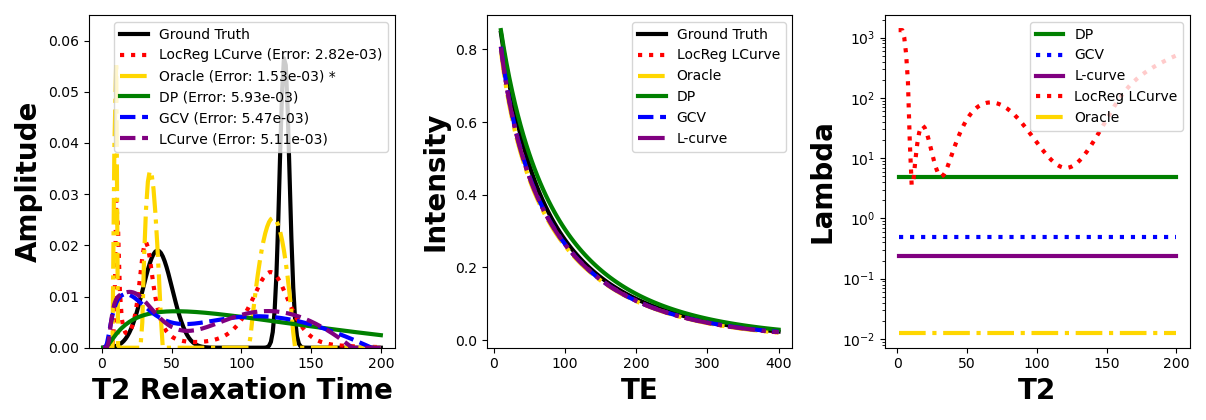 0.06
0.05
0.04
0.03
0.02
0.01
0.00
Amplitude
Ground Truth
LocReg LCurve (Error: 2.82e-03)
Oracle (Error: 1.53e-03) *
DP (Error: 5.93e-03)
GCV (Error: 5.47e-03)
LCurve (Error: 5.11e-03)
0 50 100 150 200
T2 Relaxation Time
0.8
0.6
0.4
0.2
0.0
Intensity
Ground Truth
LocReg LCurve
Oracle
DP
GCV
L-curve
0 100 200 300 400
TE
10³
10²
10¹
10⁰
10⁻¹
10⁻²
Lambda
DP
GCV
L-curve
LocReg LCurve
Oracle
0 50 100 150 200
T2